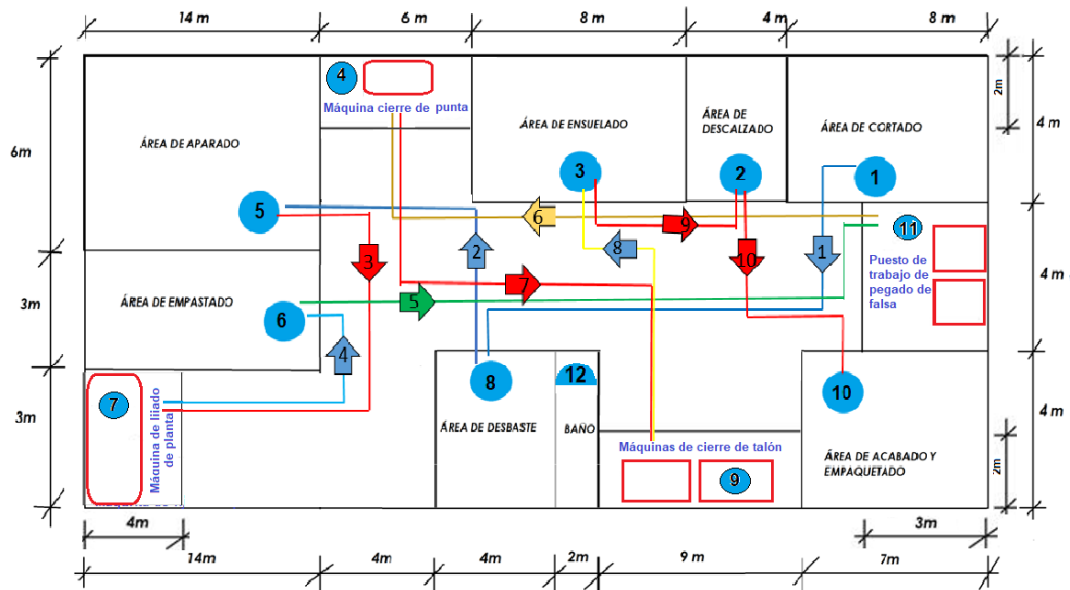 14 m
6 m
8 m
4 m
8 m
4
Máquina cierre de punta
ÁREA DE APARADO
ÁREA DE ENSUELADO
ÁREA DE
DESCALZADO
ÁREA DE CORTADO
2m
4 m
6m
3
2
1
5
6
9
11
3
2
8
10
1
Puesto de
trabajo de
pegado de
falsa
4 m
7
ÁREA DE EMPASTADO
5
6
3m
4
7
Máquina de lijado
de planta
8
12
10
3m
ÁREA DE DESBASTE
BAÑO
Máquinas de cierre de talón
9
ÁREA DE ACABADO Y
EMPAQUETADO
4 m
2m
4m
3m
14m
4m
4m
2m
9 m
7m